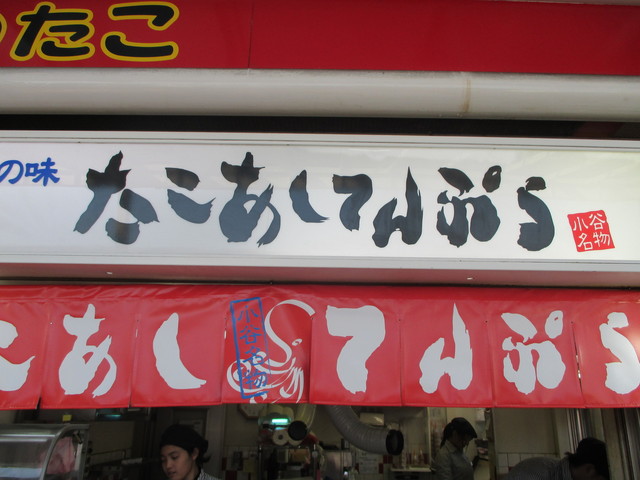 たこ
の味 たこあしてんぷら 小谷名物
こあし 小谷名物 てんぷら